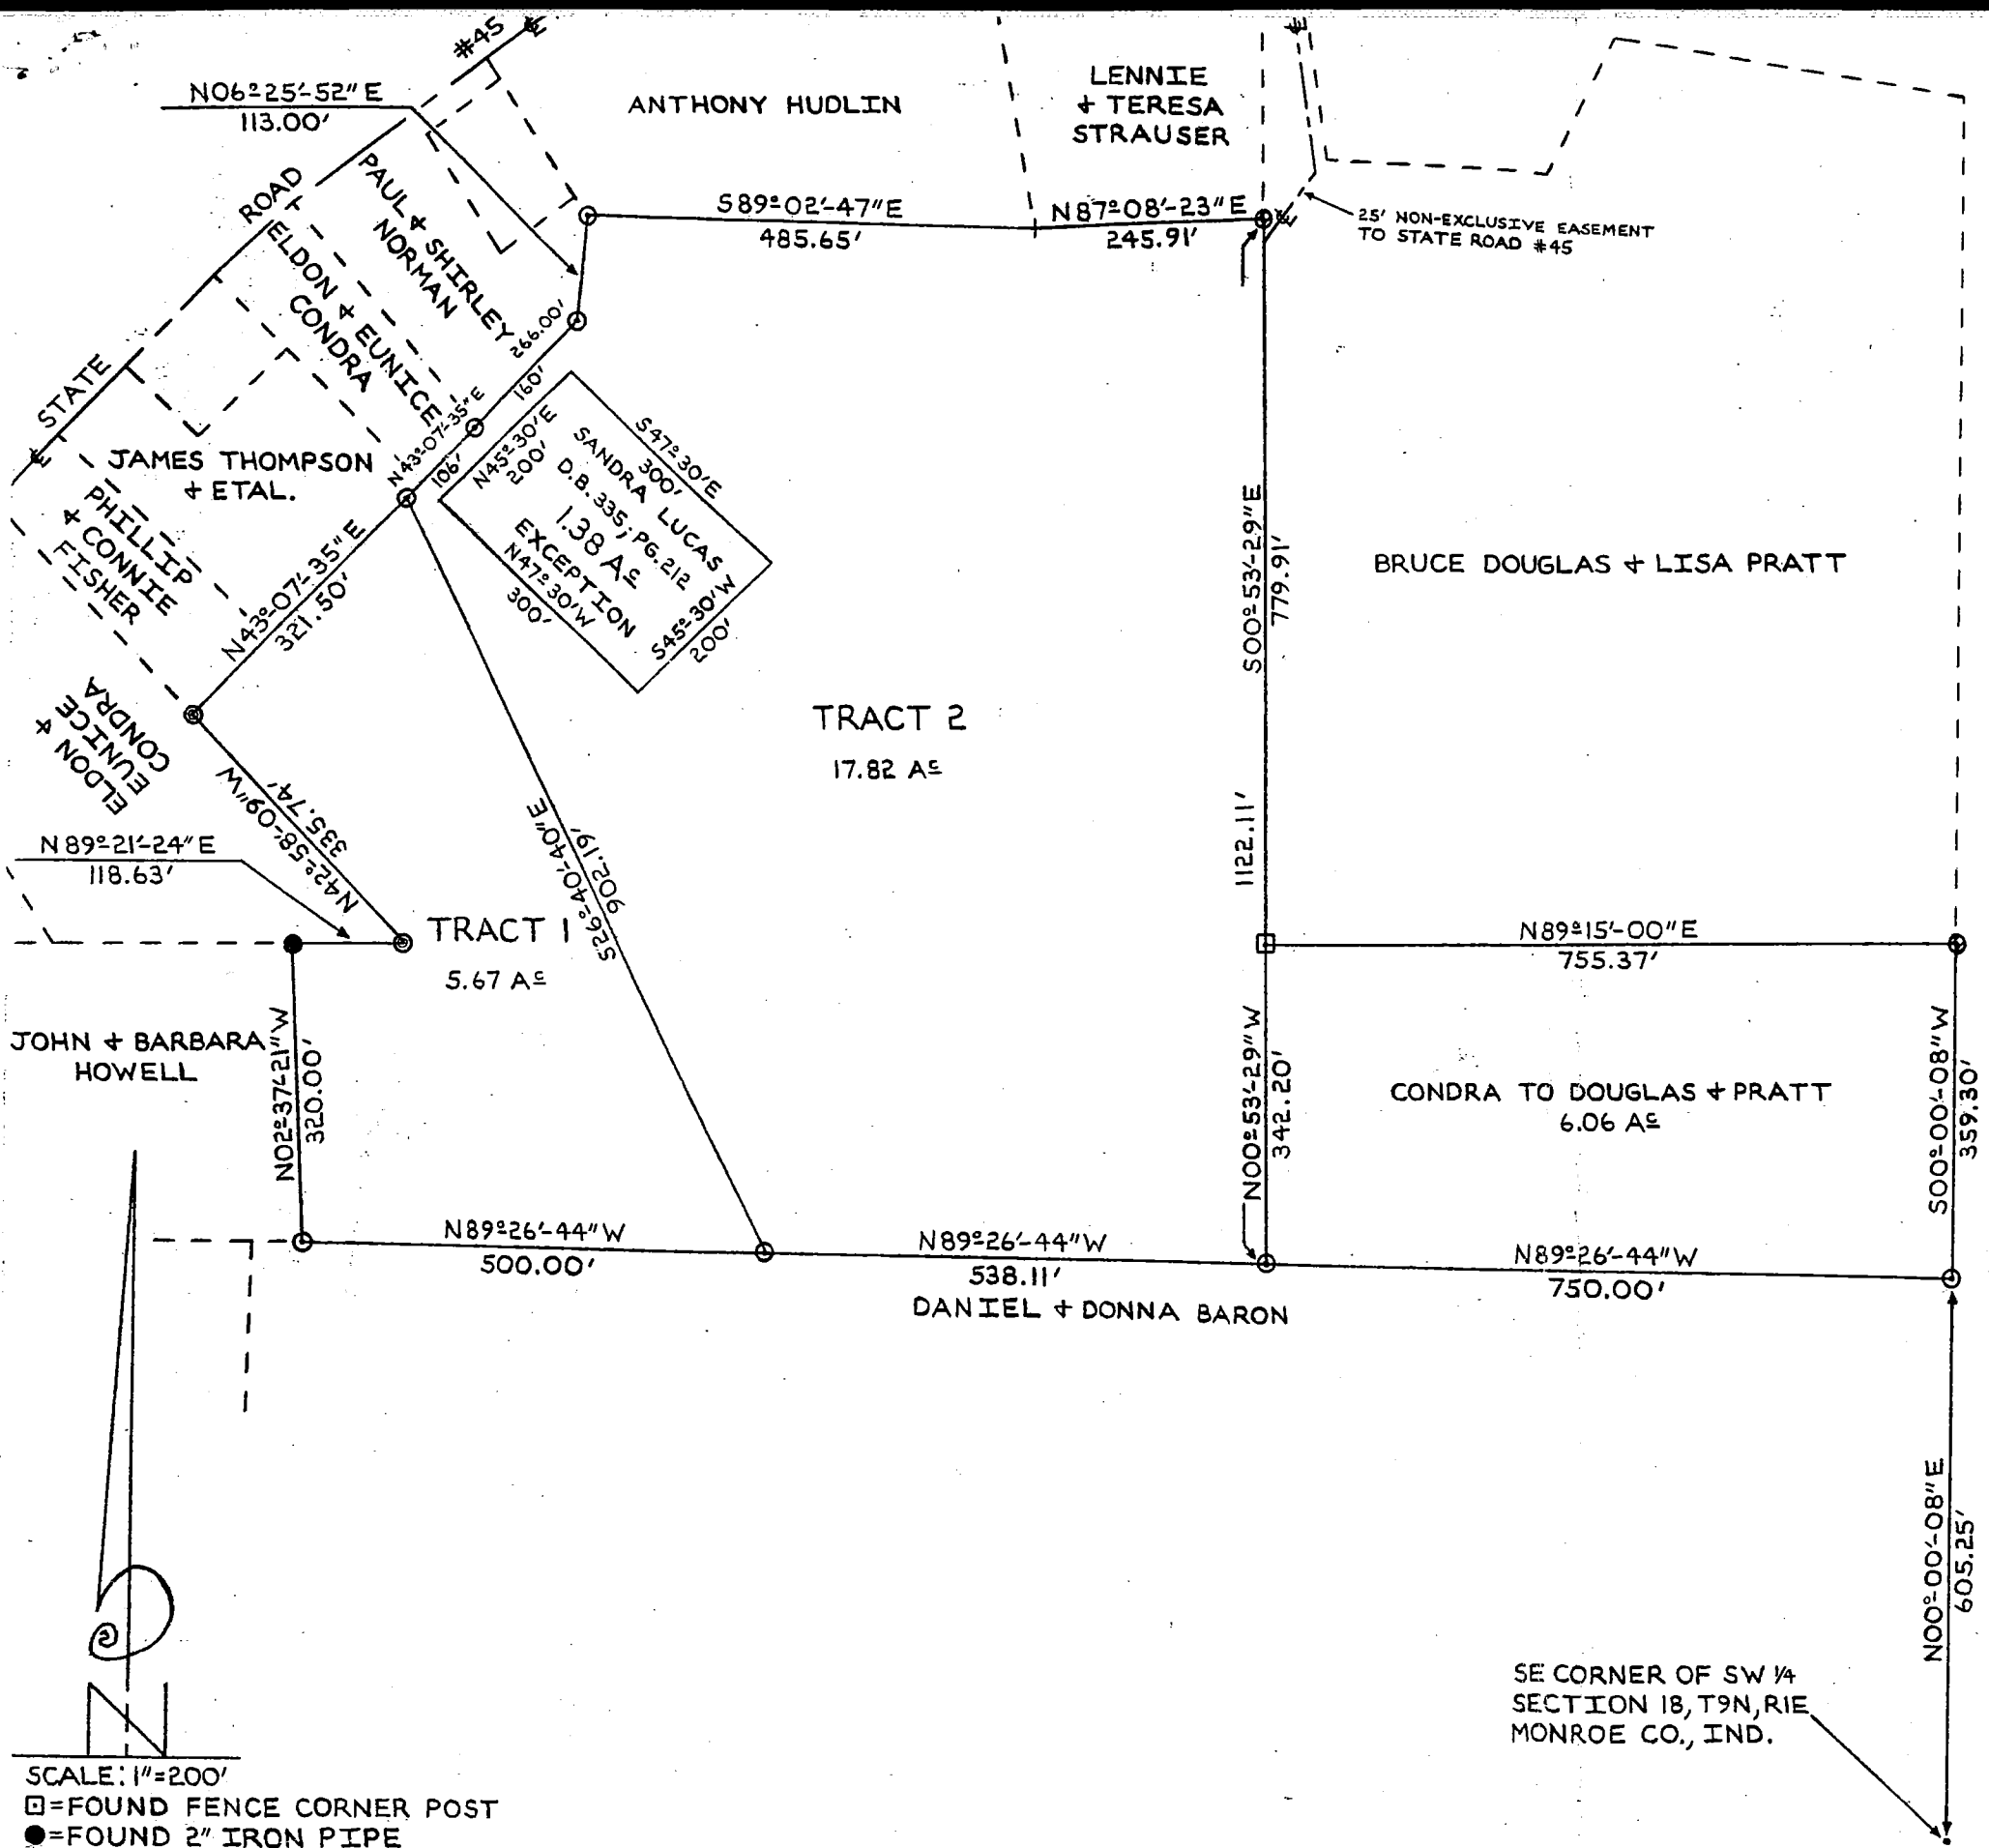 #45
N06°-25'-52"E
113.00'
ANTHONY HUDLIN
LENNIE
& TERESA
STRAUSER
ROAD
PAUL & SHIRLEY
NORMAN
ELDON & EUNICE
CONDRA
S89°-02'-47"E
485.65'
N87°-08'-23"E
245.91'
25' NON-EXCLUSIVE EASEMENT
TO STATE ROAD #45
STATE
266.00'
160'
N43°-07'-35"E
106'
JAMES THOMPSON
& ETAL.
PHILLIP
& CONNIE
FISHER
N45°-30'E
200'
S47°-30'E
300'
SANDRA LUCAS
D.B. 335, PG. 212
1.38 Ac
EXCEPTION
N47°-30'W
300'
S45°-30'W
200'
N43°-07'-35"E
321.50'
S00°-53'-29"E
779.91'
BRUCE DOUGLAS & LISA PRATT
ELDON &
EUNICE
CONDRA
TRACT 2
17.82 Ac
N42°-58'-09"W
335.74'
S26°-40'-40"E
902.19'
1122.11'
N89°-21'-24"E
118.63'
TRACT 1
5.67 Ac
N89°-15'-00"E
755.37'
JOHN & BARBARA
HOWELL
N02°-37'-21"W
320.00'
N00°-53'-29"W
342.20'
CONDRA TO DOUGLAS & PRATT
6.06 Ac
S00°-00'-08"W
359.30'
N89°-26'-44"W
500.00'
N89°-26'-44"W
538.11'
N89°-26'-44"W
750.00'
DANIEL & DONNA BARON
N00°-00'-08"E
605.25'
SE CORNER OF SW 1/4
SECTION 18, T9N, R1E
MONROE CO., IND.
N
SCALE: 1"=200'
⊡=FOUND FENCE CORNER POST
●=FOUND 2" IRON PIPE